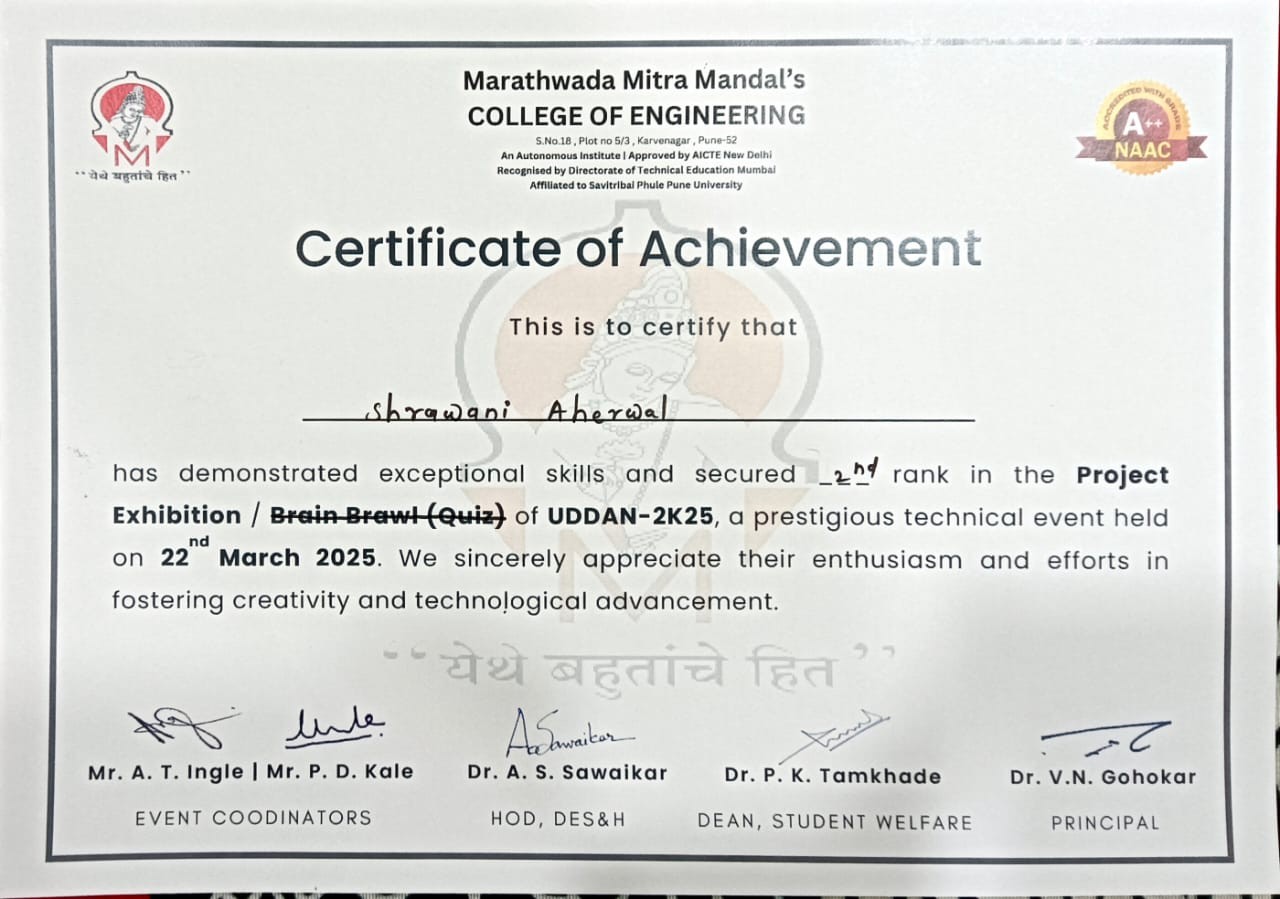 Marathwada Mitra Mandal's
COLLEGE OF ENGINEERING
S.No.18 , Plot no 5/3 , Karvenagar , Pune-52
An Autonomous Institute | Approved by AICTE New Delhi
Recognised by Directorate of Technical Education Mumbai
Affiliated to Savitribai Phule Pune University
M
“येथे बहुतांचे हित”
ACCREDITED WITH GRADE
A++
NAAC
Certificate of Achievement
This is to certify that
Shrawani Aherwal
has demonstrated exceptional skills and secured 2nd rank in the Project
Exhibition / Brain Brawl (Quiz) of UDDAN-2K25, a prestigious technical event held
on 22nd March 2025. We sincerely appreciate their enthusiasm and efforts in
fostering creativity and technological advancement.
“येथे बहुतांचे हित”
ASawaikar
Mr. A. T. Ingle | Mr. P. D. Kale
EVENT COODINATORS
Dr. A. S. Sawaikar
HOD, DES&H
Dr. P. K. Tamkhade
DEAN, STUDENT WELFARE
Dr. V.N. Gohokar
PRINCIPAL